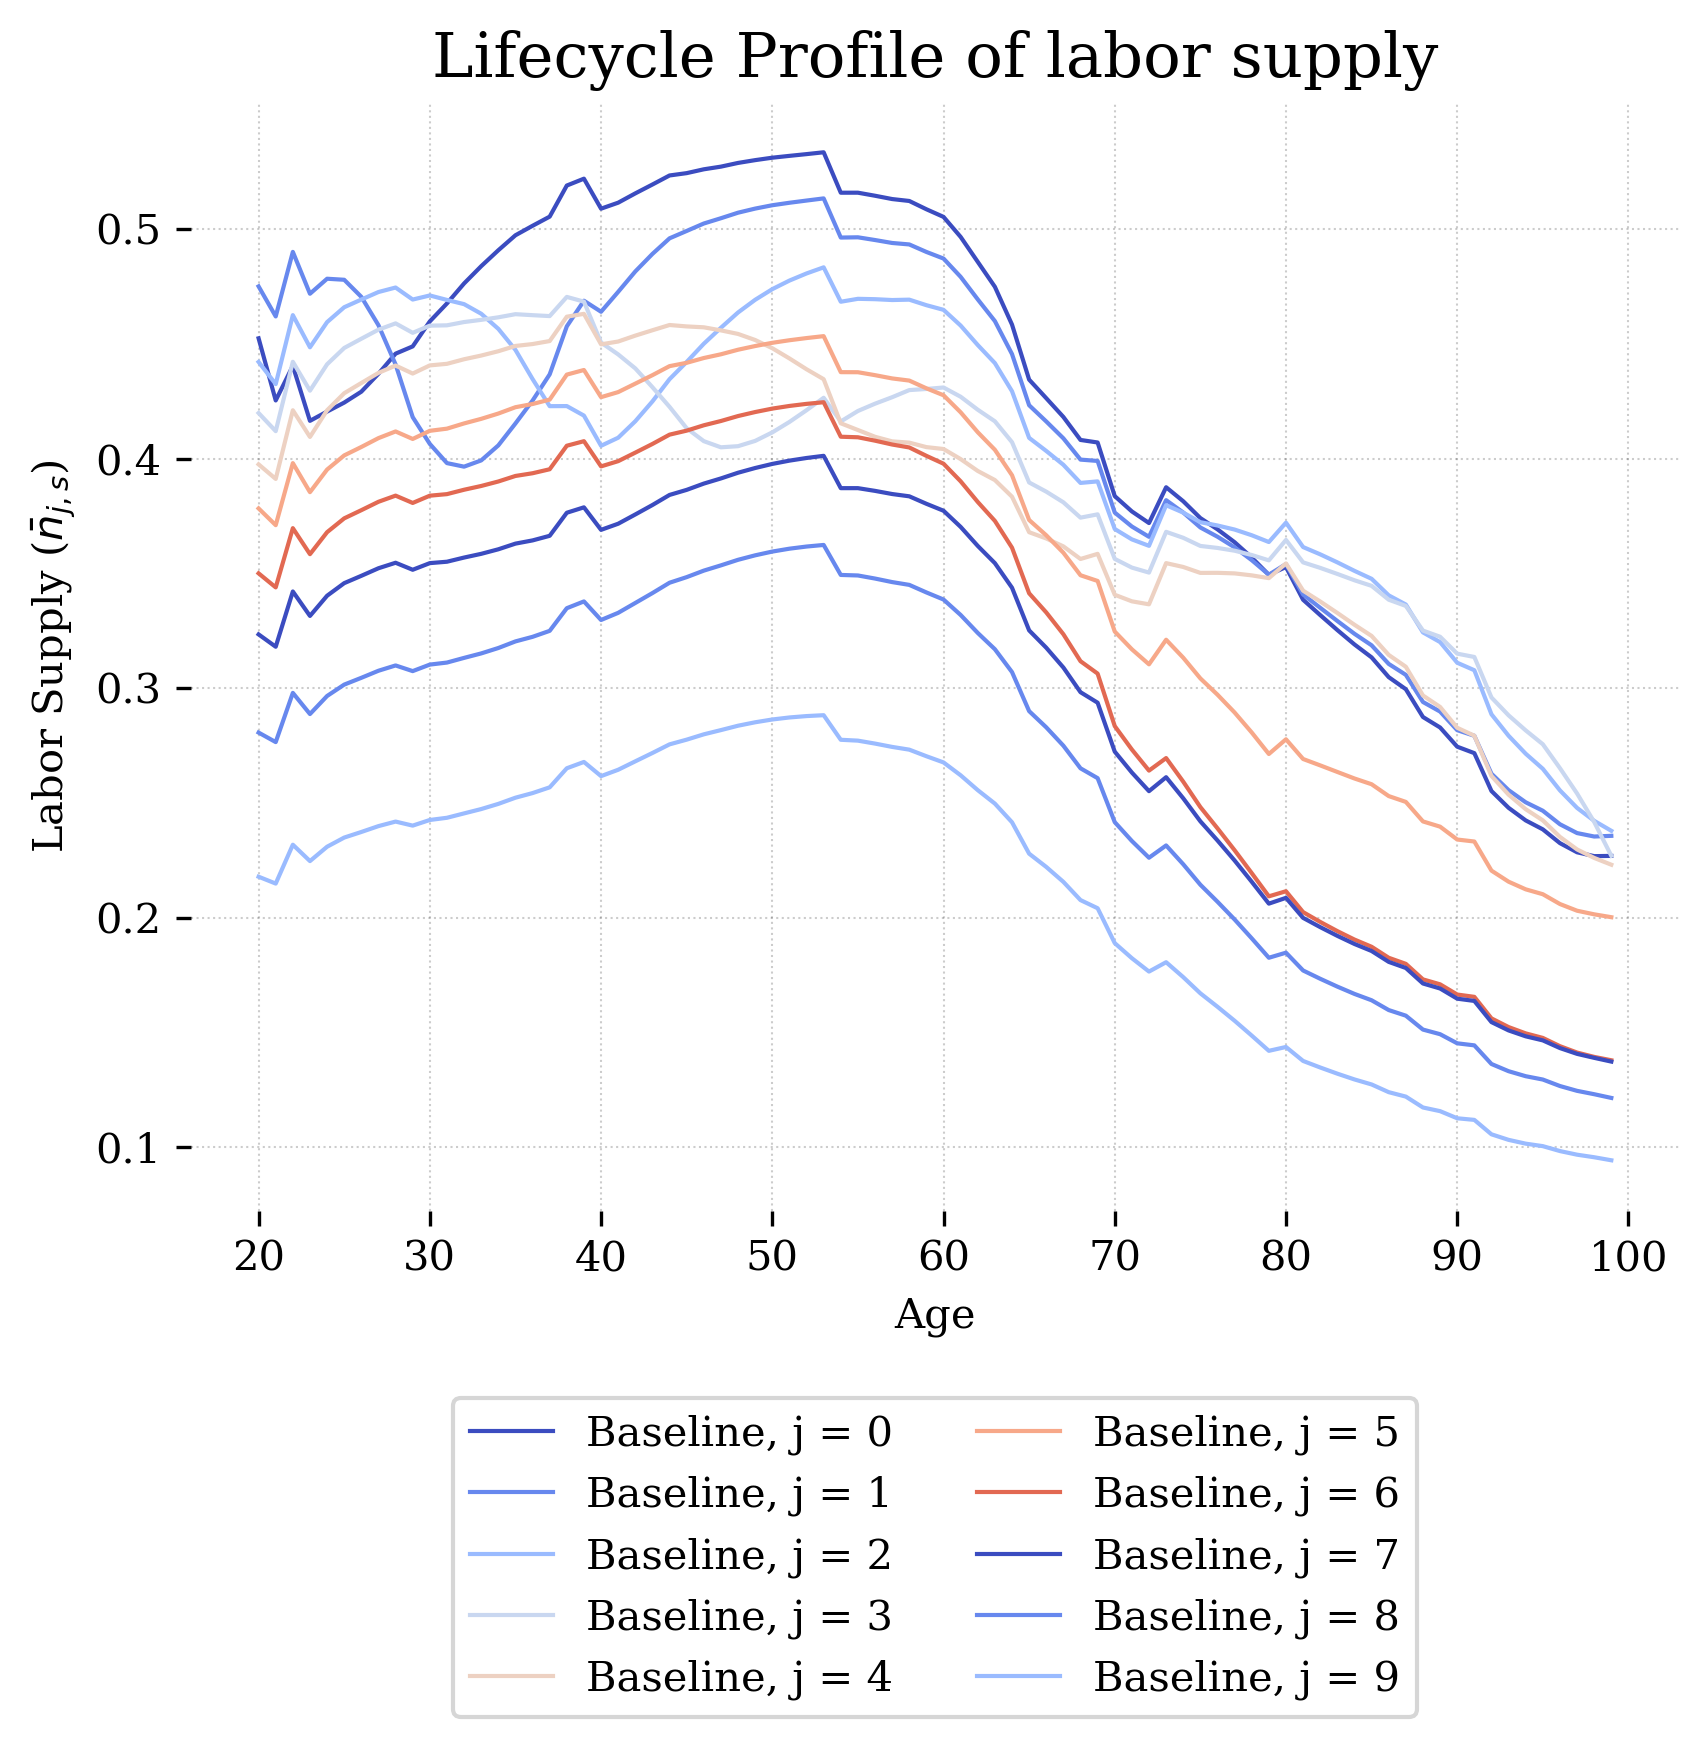 Lifecycle Profile of labor supply
Labor Supply (n̄_{j,s})
0.5
0.4
0.3
0.2
0.1
20 30 40 50 60 70 80 90 100
Age
Baseline, j = 0
Baseline, j = 1
Baseline, j = 2
Baseline, j = 3
Baseline, j = 4
Baseline, j = 5
Baseline, j = 6
Baseline, j = 7
Baseline, j = 8
Baseline, j = 9